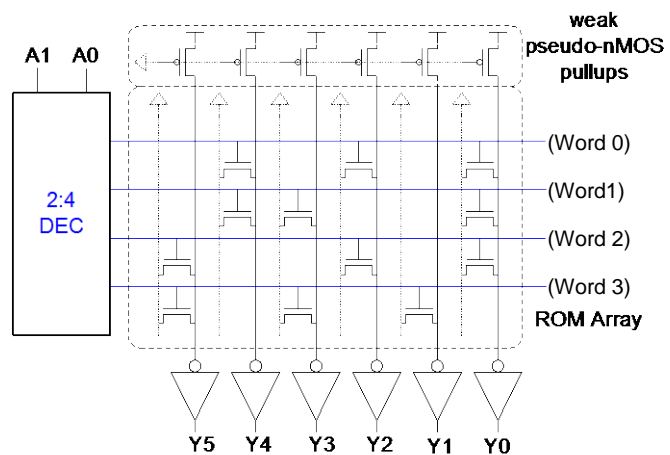 weak
pseudo-nMOS
pullups
A1 A0
2:4
DEC
(Word 0)
(Word1)
(Word 2)
(Word 3)
ROM Array
Y5 Y4 Y3 Y2 Y1 Y0